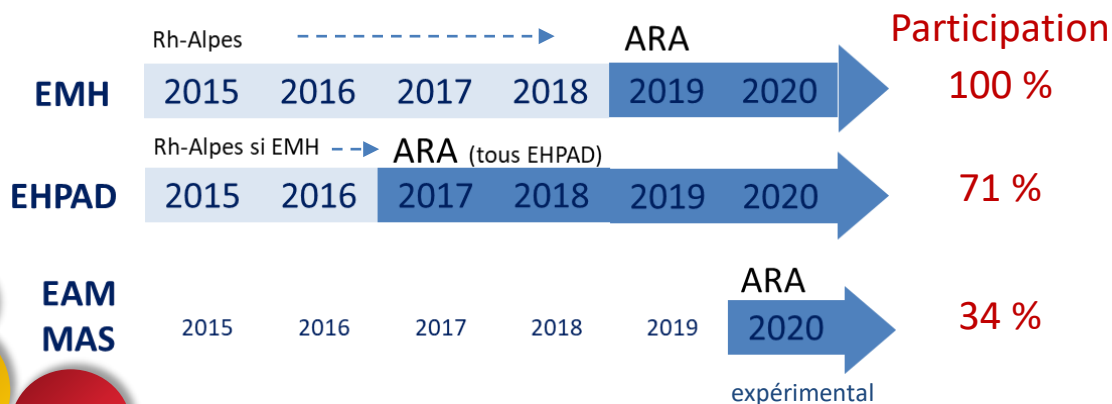 Rh-Alpes ARA Participation
EMH 2015 2016 2017 2018 2019 2020 100 %
Rh-Alpes si EMH ARA (tous EHPAD)
EHPAD 2015 2016 2017 2018 2019 2020 71 %
ARA
EAM
MAS 2015 2016 2017 2018 2019 2020 34 %
expérimental